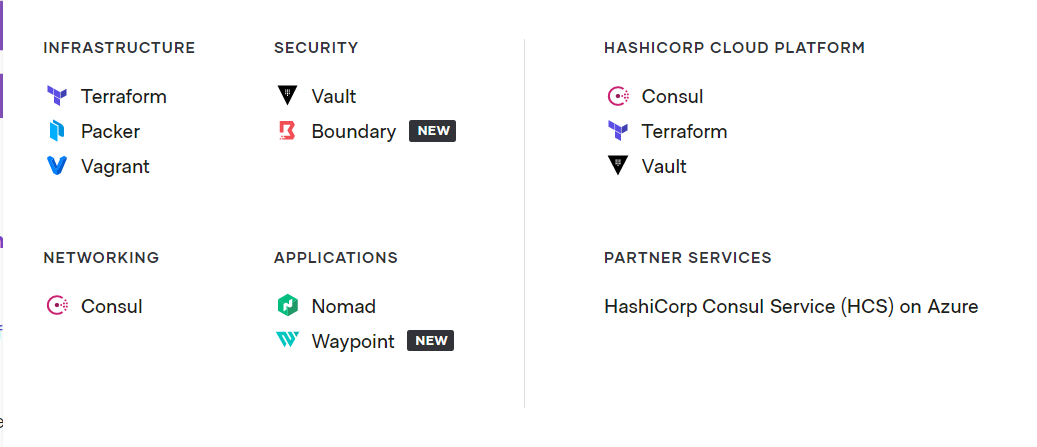 INFRASTRUCTURE
Terraform
Packer
Vagrant
SECURITY
Vault
Boundary NEW
NETWORKING
Consul
APPLICATIONS
Nomad
Waypoint NEW
HASHICORP CLOUD PLATFORM
Consul
Terraform
Vault
PARTNER SERVICES
HashiCorp Consul Service (HCS) on Azure